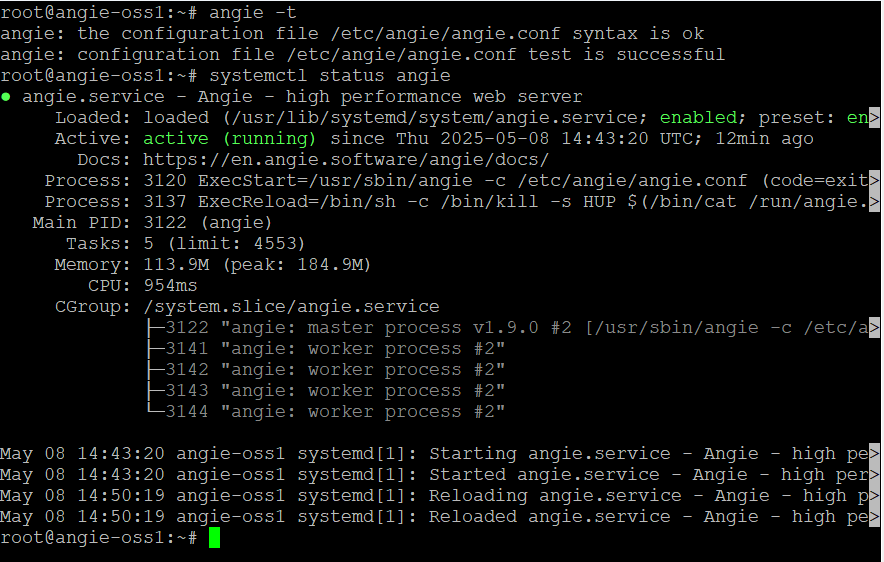 root@angie-oss1:~# angie -t
angie: the configuration file /etc/angie/angie.conf syntax is ok
angie: configuration file /etc/angie/angie.conf test is successful
root@angie-oss1:~# systemctl status angie
● angie.service - Angie - high performance web server
     Loaded: loaded (/usr/lib/systemd/system/angie.service; enabled; preset: en>
     Active: active (running) since Thu 2025-05-08 14:43:20 UTC; 12min ago
       Docs: https://en.angie.software/angie/docs/
    Process: 3120 ExecStart=/usr/sbin/angie -c /etc/angie/angie.conf (code=exit>
    Process: 3137 ExecReload=/bin/sh -c /bin/kill -s HUP $(/bin/cat /run/angie.>
   Main PID: 3122 (angie)
      Tasks: 5 (limit: 4553)
     Memory: 113.9M (peak: 184.9M)
        CPU: 954ms
     CGroup: /system.slice/angie.service
             ├─3122 "angie: master process v1.9.0 #2 [/usr/sbin/angie -c /etc/a>
             ├─3141 "angie: worker process #2"
             ├─3142 "angie: worker process #2"
             ├─3143 "angie: worker process #2"
             └─3144 "angie: worker process #2"

May 08 14:43:20 angie-oss1 systemd[1]: Starting angie.service - Angie - high pe>
May 08 14:43:20 angie-oss1 systemd[1]: Started angie.service - Angie - high per>
May 08 14:50:19 angie-oss1 systemd[1]: Reloading angie.service - Angie - high p>
May 08 14:50:19 angie-oss1 systemd[1]: Reloaded angie.service - Angie - high pe>
root@angie-oss1:~#